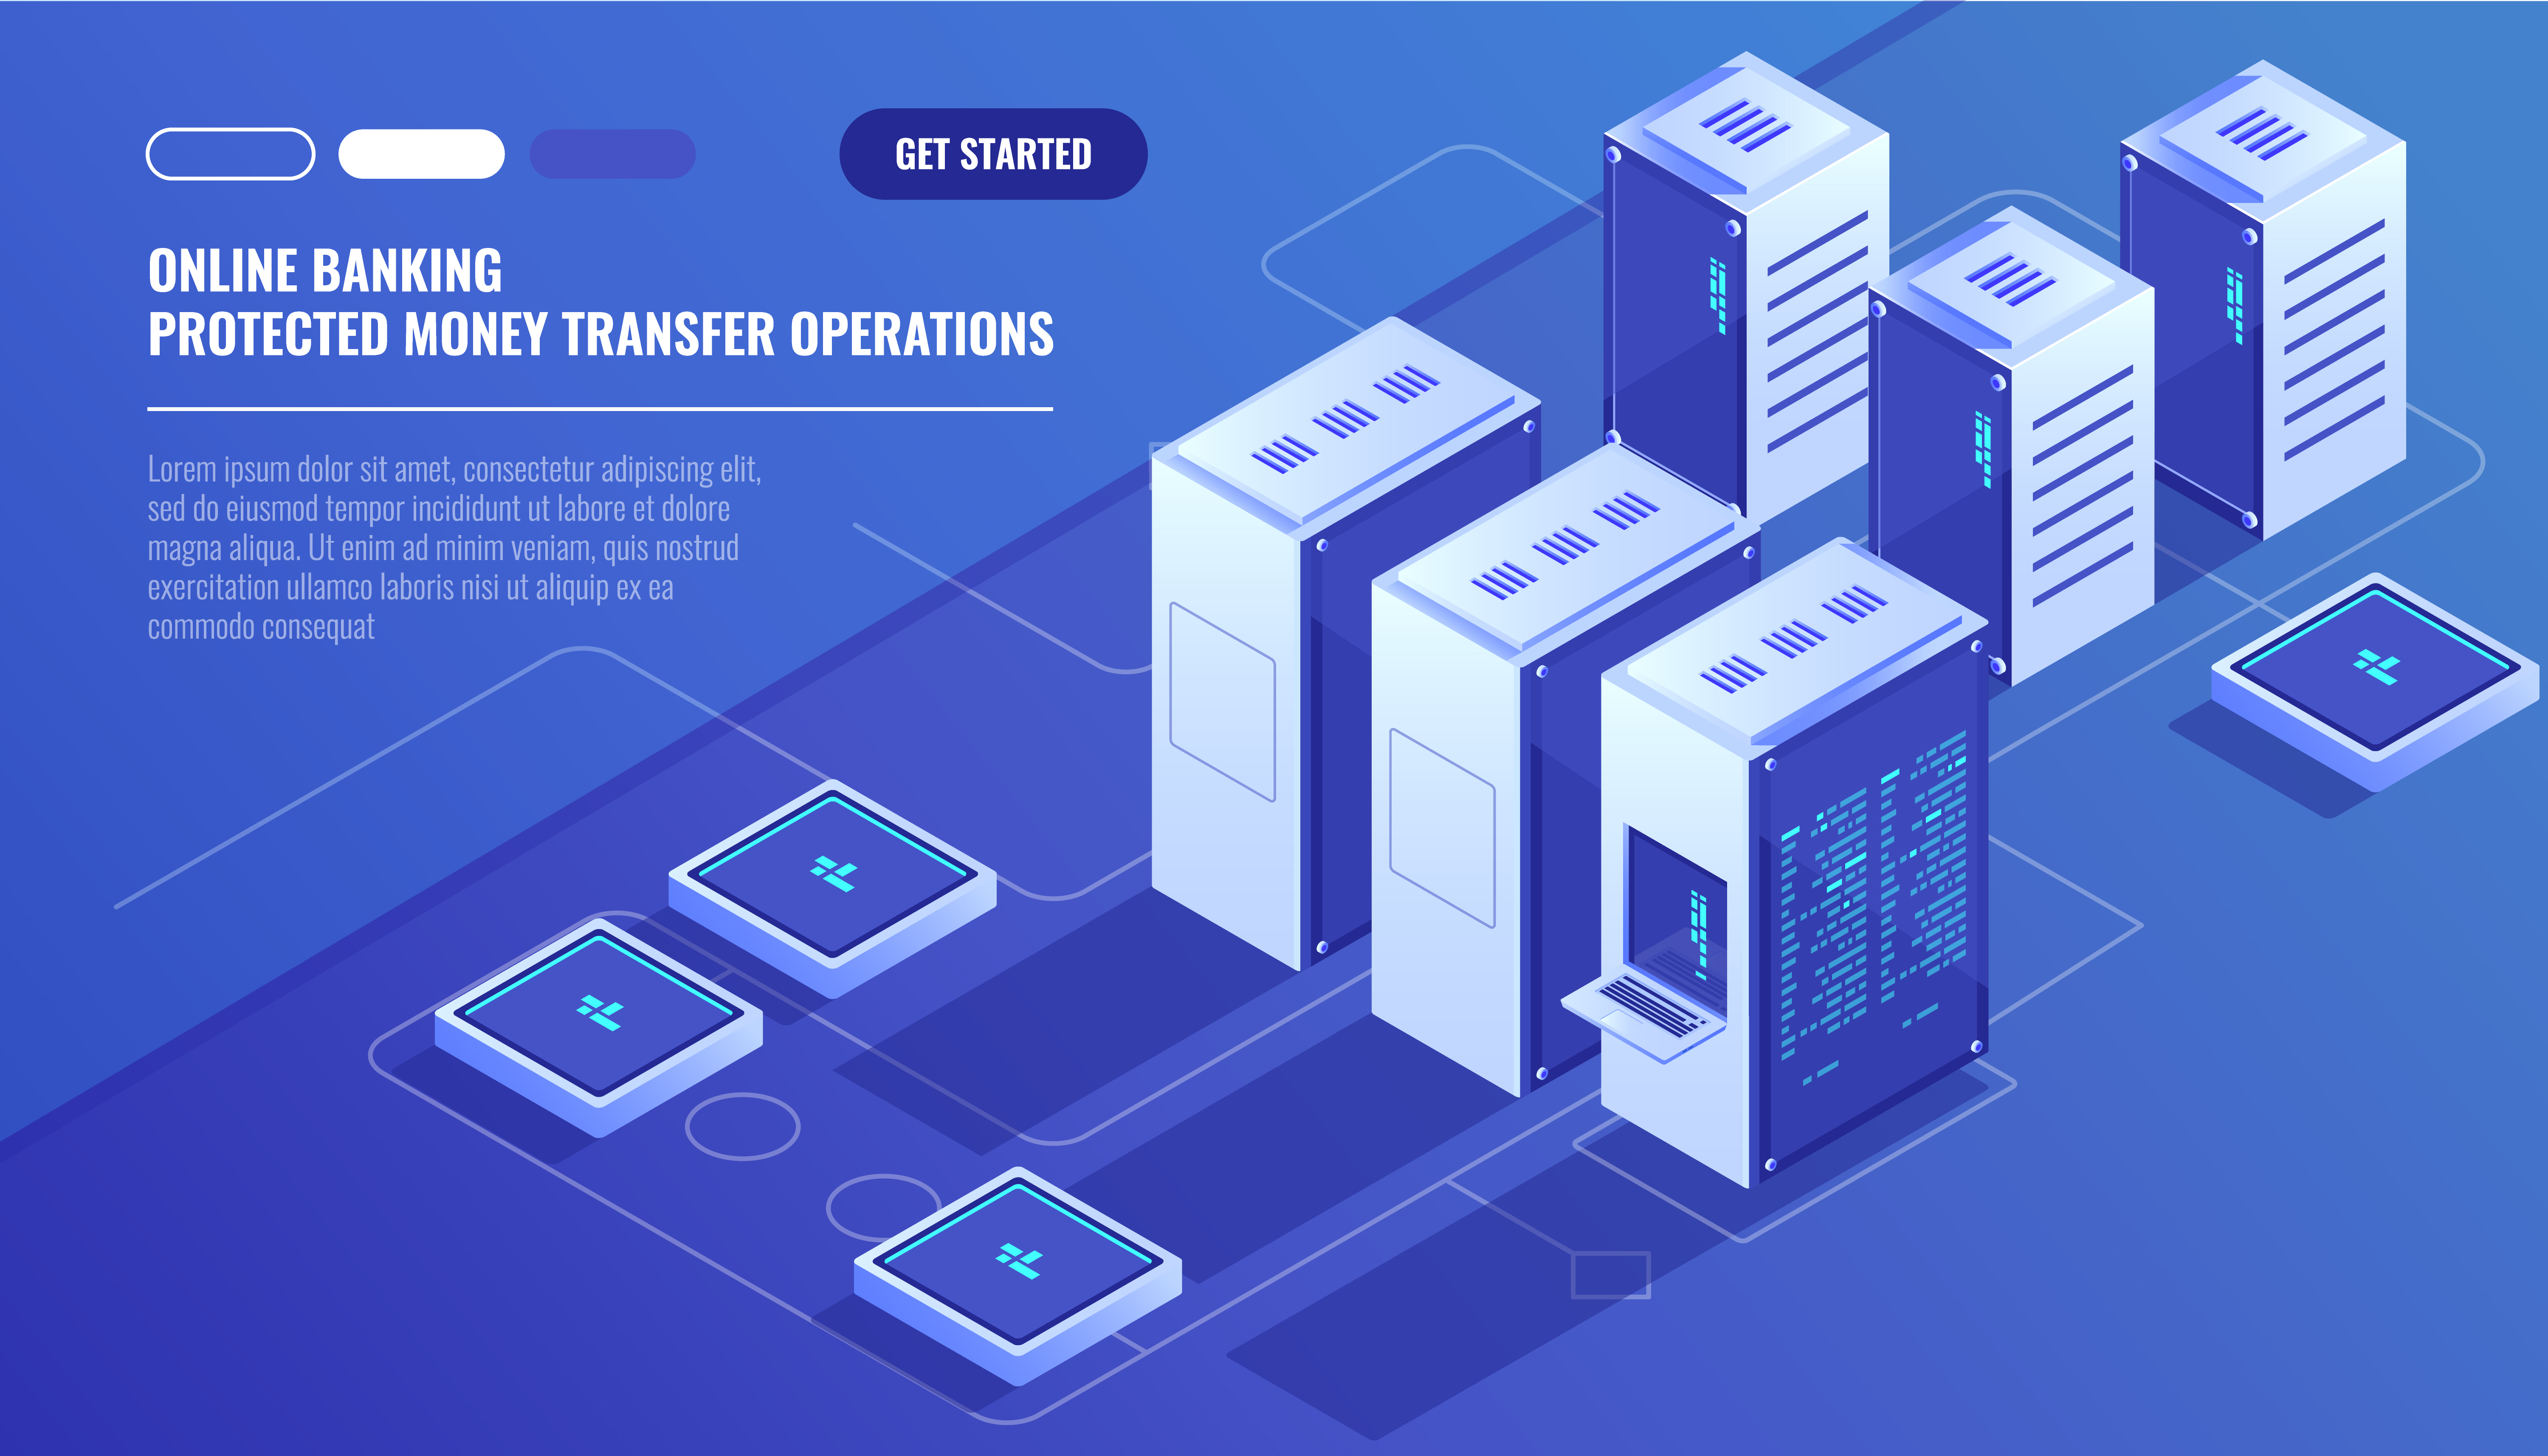 GET STARTED
ONLINE BANKING
PROTECTED MONEY TRANSFER OPERATIONS
Lorem ipsum dolor sit amet, consectetur adipiscing elit,
sed do eiusmod tempor incididunt ut labore et dolore
magna aliqua. Ut enim ad minim veniam, quis nostrud
exercitation ullamco laboris nisi ut aliquip ex ea
commodo consequat